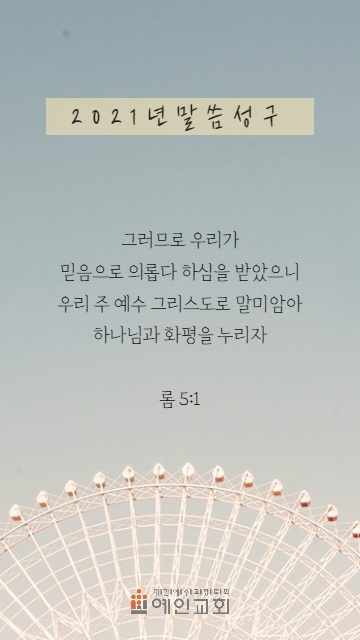 2021년말씀성구
그러므로 우리가
믿음으로 의롭다 하심을 받았으니
우리 주 예수 그리스도로 말미암아
하나님과 화평을 누리자
롬 5:1
예인교회